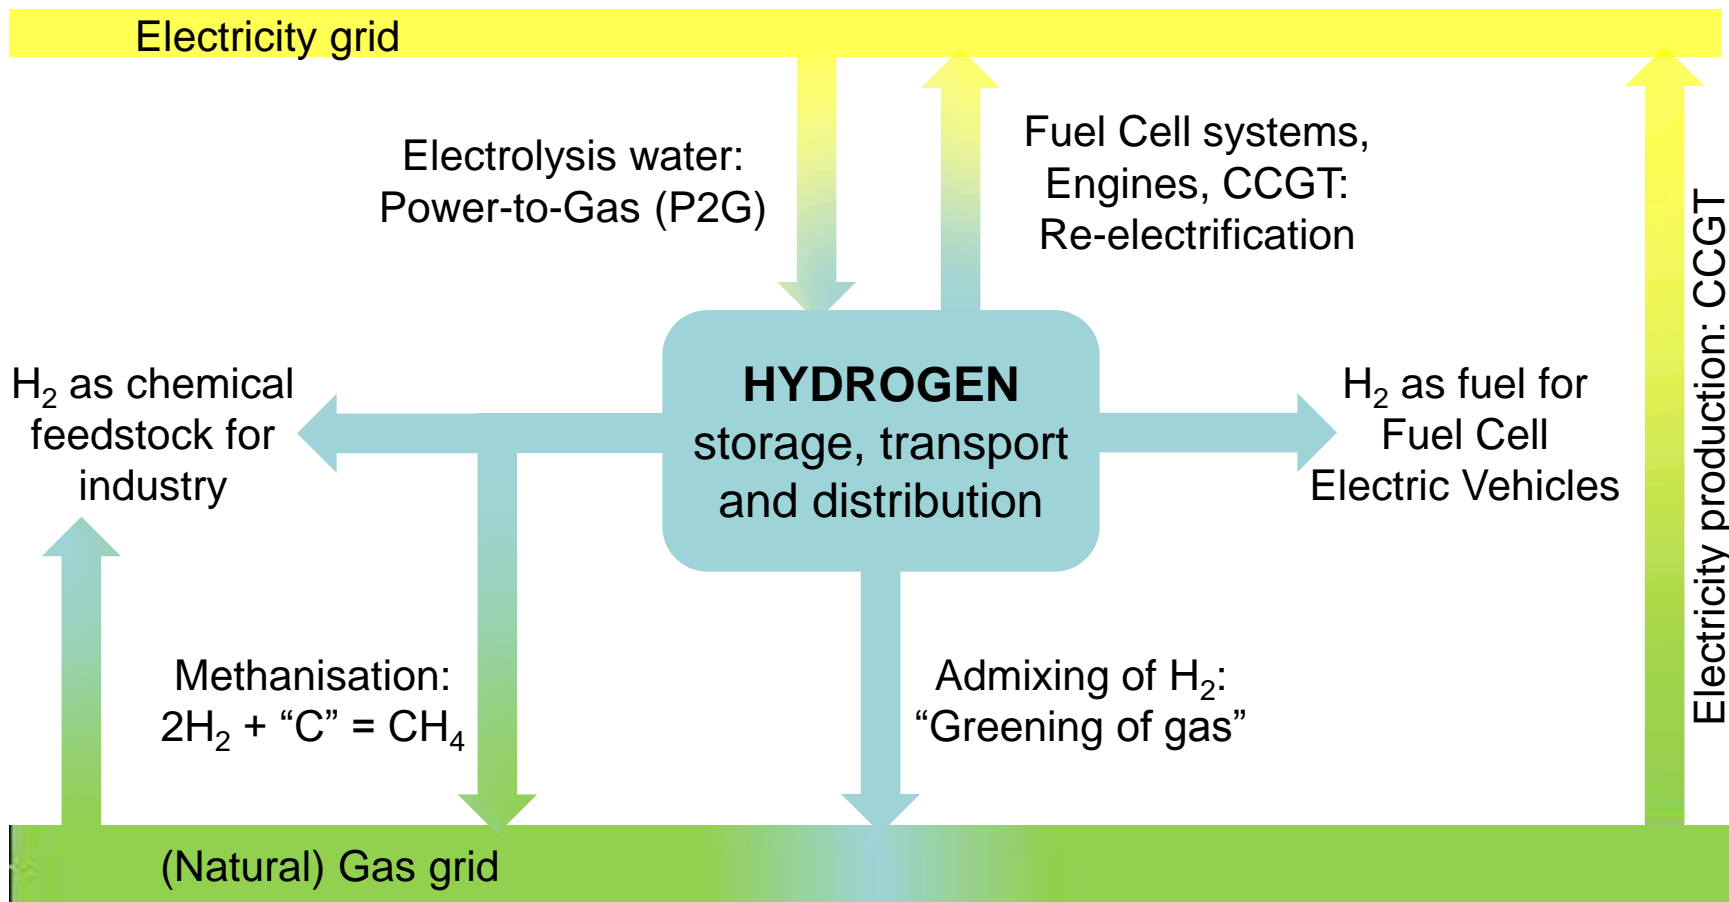 Electricity grid
Electrolysis water:
Power-to-Gas (P2G)
Fuel Cell systems,
Engines, CCGT:
Re-electrification
Electricity production: CCGT
H₂ as chemical
feedstock for
industry
HYDROGEN
storage, transport
and distribution
H₂ as fuel for
Fuel Cell
Electric Vehicles
Methanisation:
2H₂ + “C” = CH₄
Admixing of H₂:
“Greening of gas”
(Natural) Gas grid